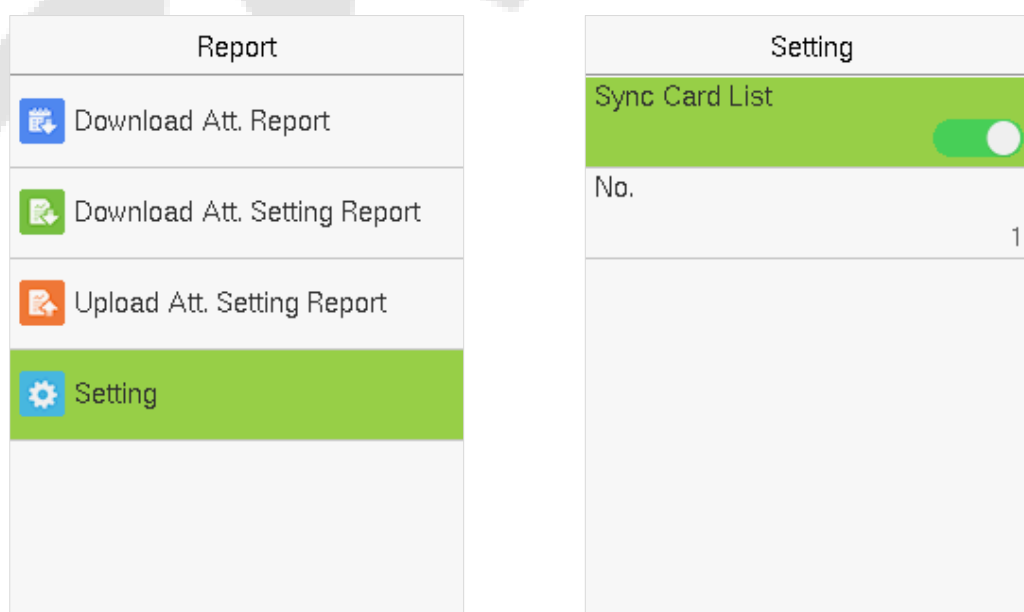 Report
Download Att. Report
Download Att. Setting Report
Upload Att. Setting Report
Setting
Setting
Sync Card List
No.
1